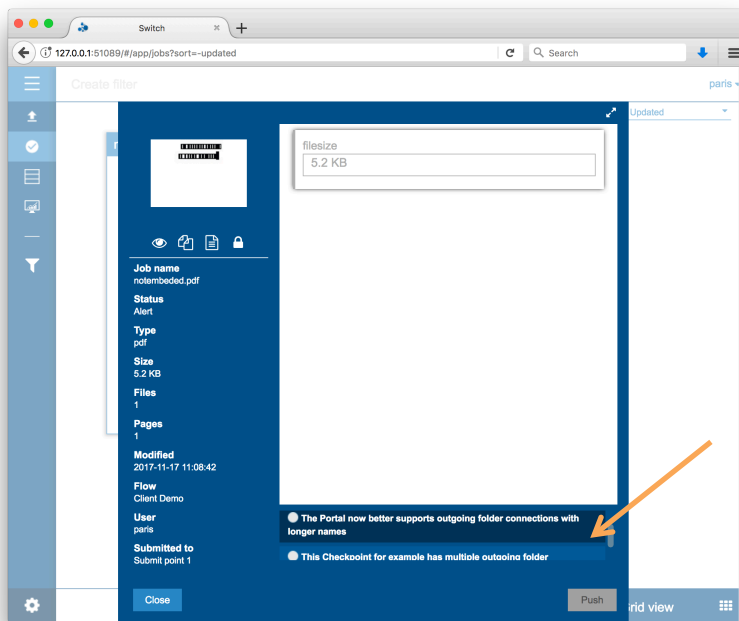 Switch
127.0.0.1:51089/#/app/jobs?sort=-updated
Search
Create filter
paris
Updated
filesize
5.2 KB
Job name
notembeded.pdf
Status
Alert
Type
pdf
Size
5.2 KB
Files
1
Pages
1
Modified
2017-11-17 11:08:42
Flow
Client Demo
User
paris
Submitted to
Submit point 1
The Portal now better supports outgoing folder connections with
longer names
This Checkpoint for example has multiple outgoing folder
Close
Push
rid view